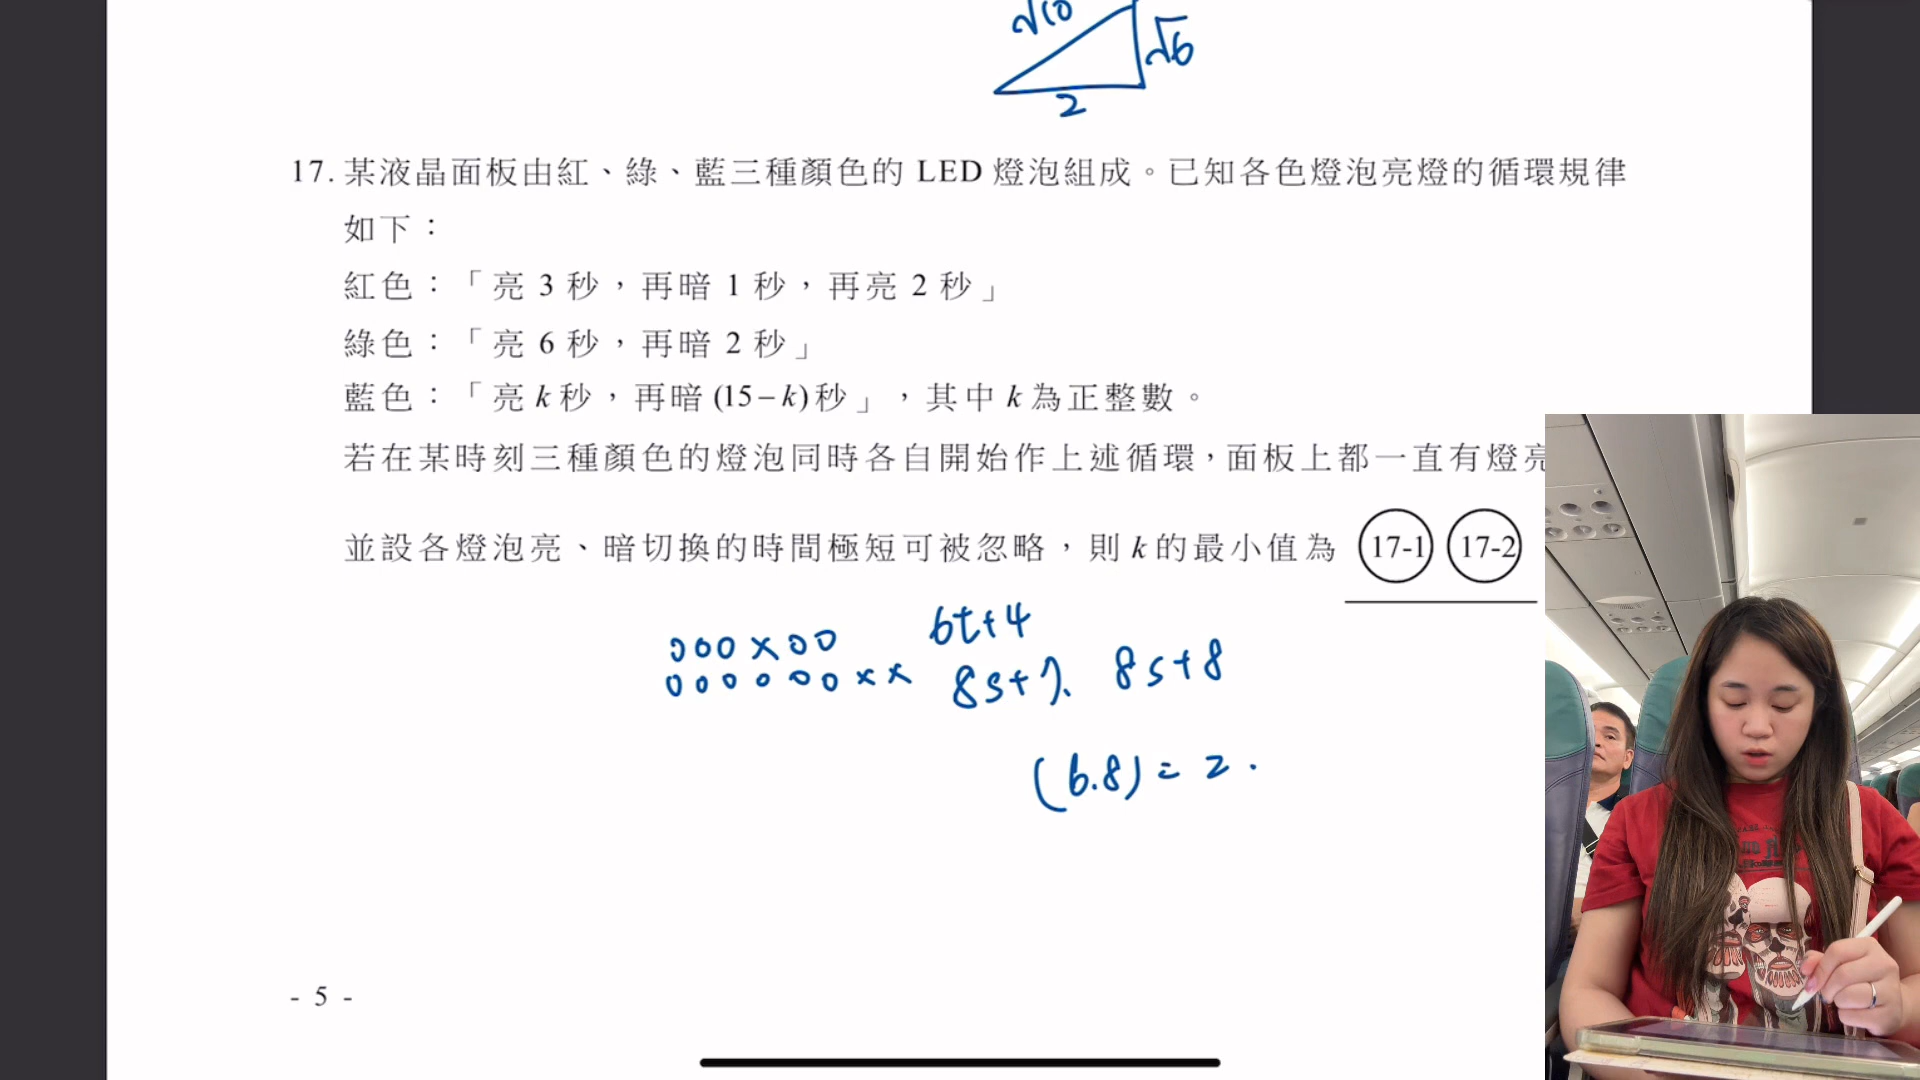 √10
√6
2
17. 某液晶面板由紅、綠、藍三種顏色的 LED 燈泡組成。已知各色燈泡亮燈的循環規律
如下：
紅色：「亮 3 秒，再暗 1 秒，再亮 2 秒」
綠色：「亮 6 秒，再暗 2 秒」
藍色：「亮 k 秒，再暗 (15-k) 秒」，其中 k 為正整數。
若在某時刻三種顏色的燈泡同時各自開始作上述循環，面板上都一直有燈亮
並設各燈泡亮、暗切換的時間極短可被忽略，則 k 的最小值為 17-1 17-2
000×00 6t+4
000000×× 8s+7、8s+8
(6.8)=2.
- 5 -